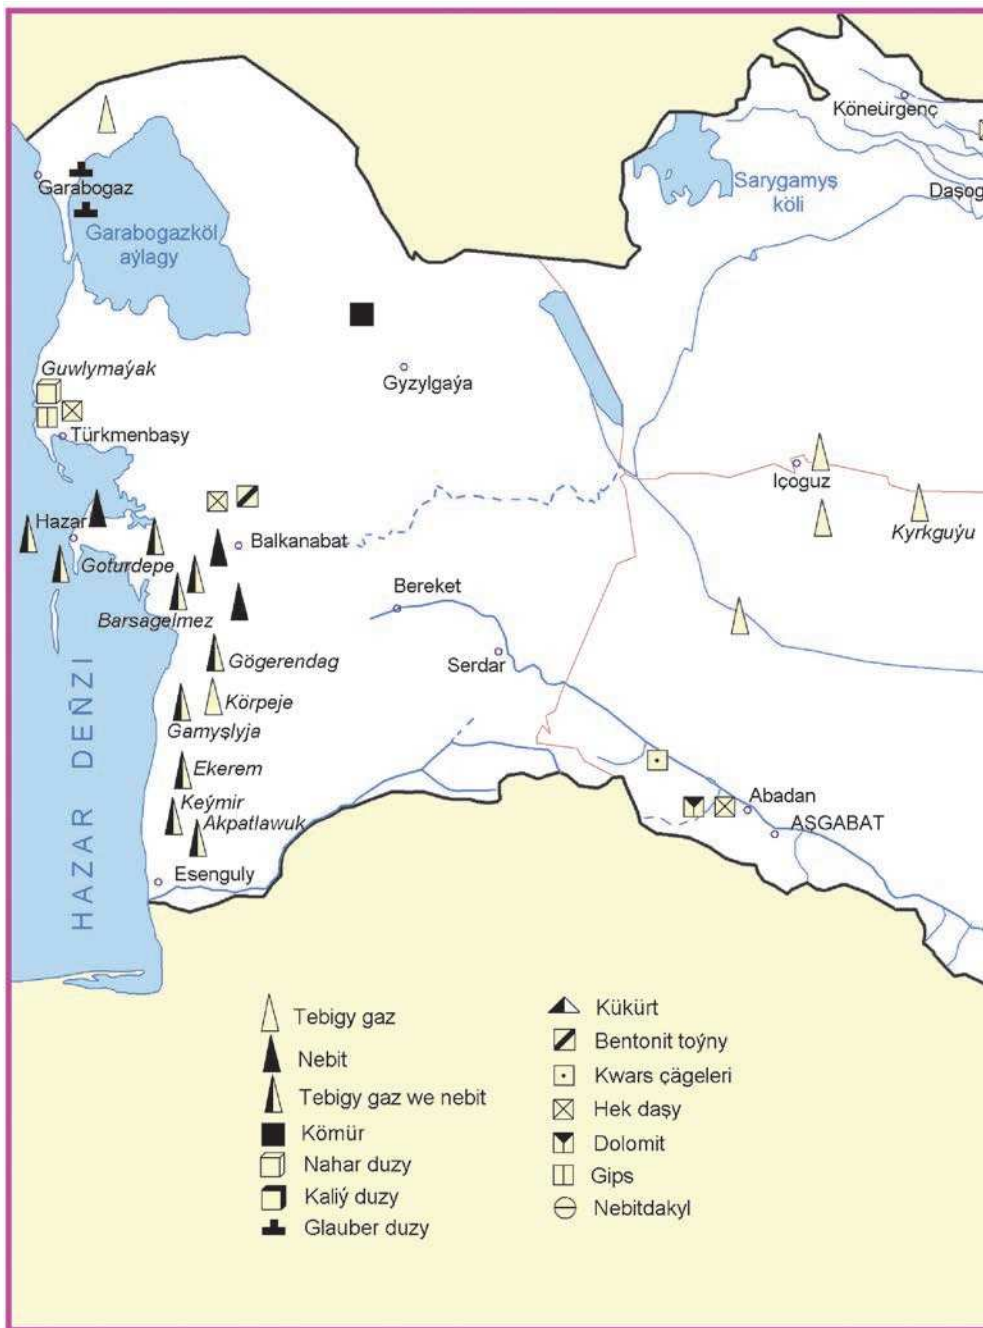 Köneürgenç
Garabogaz
Sarygamyş
köli
Daşog
Garabogazköl
aýlagy
Guwlymaýak
Gyzylgaýa
Türkmenbaşy
Içoguz
Hazar
Kyrkguýu
Goturdepe
Balkanabat
Bereket
Barsagelmez
Serdar
Gögerendag
Körpeje
Gamyşlyja
HAZAR DEŇZI
Ekerem
Keýmir
Akpatlawuk
Abadan
AŞGABAT
Esenguly
Tebigy gaz
Nebit
Tebigy gaz we nebit
Kömür
Nahar duzy
Kaliý duzy
Glauber duzy
Kükürt
Bentonit toýny
Kwars çägeleri
Hek daşy
Dolomit
Gips
Nebitdakyl